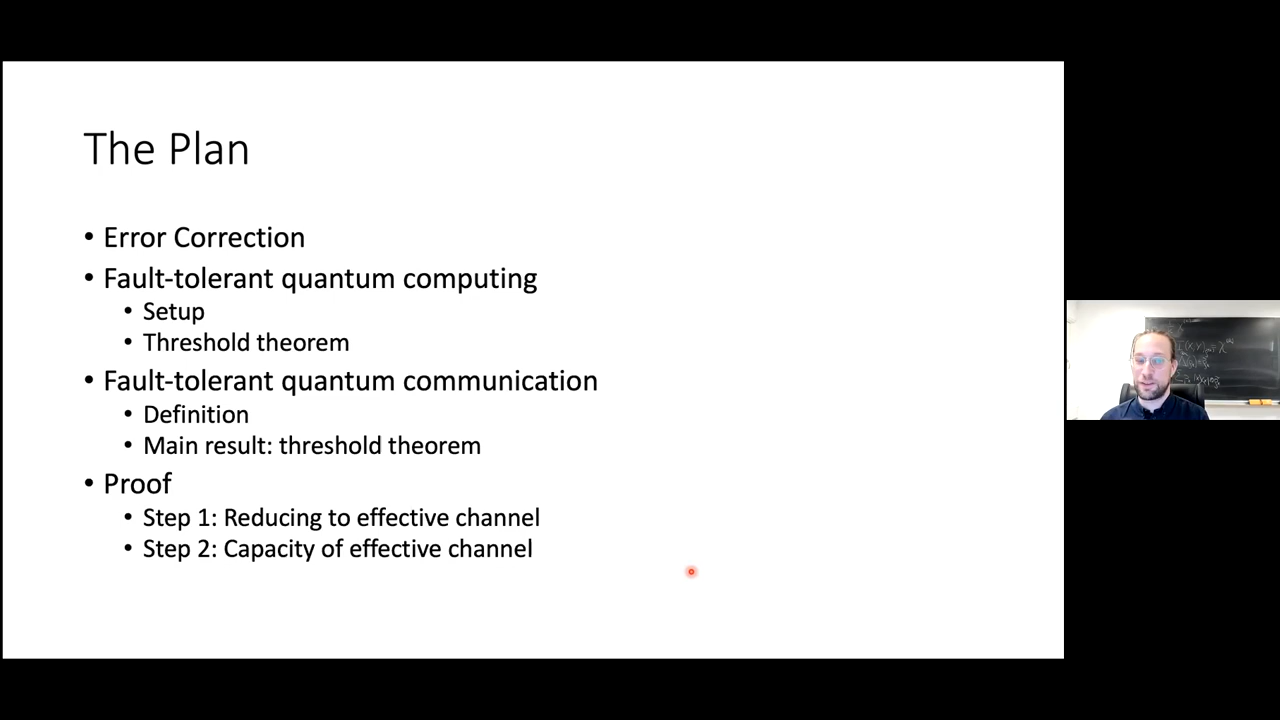 The Plan
• Error Correction
• Fault-tolerant quantum computing
• Setup
• Threshold theorem
• Fault-tolerant quantum communication
• Definition
• Main result: threshold theorem
• Proof
• Step 1: Reducing to effective channel
• Step 2: Capacity of effective channel